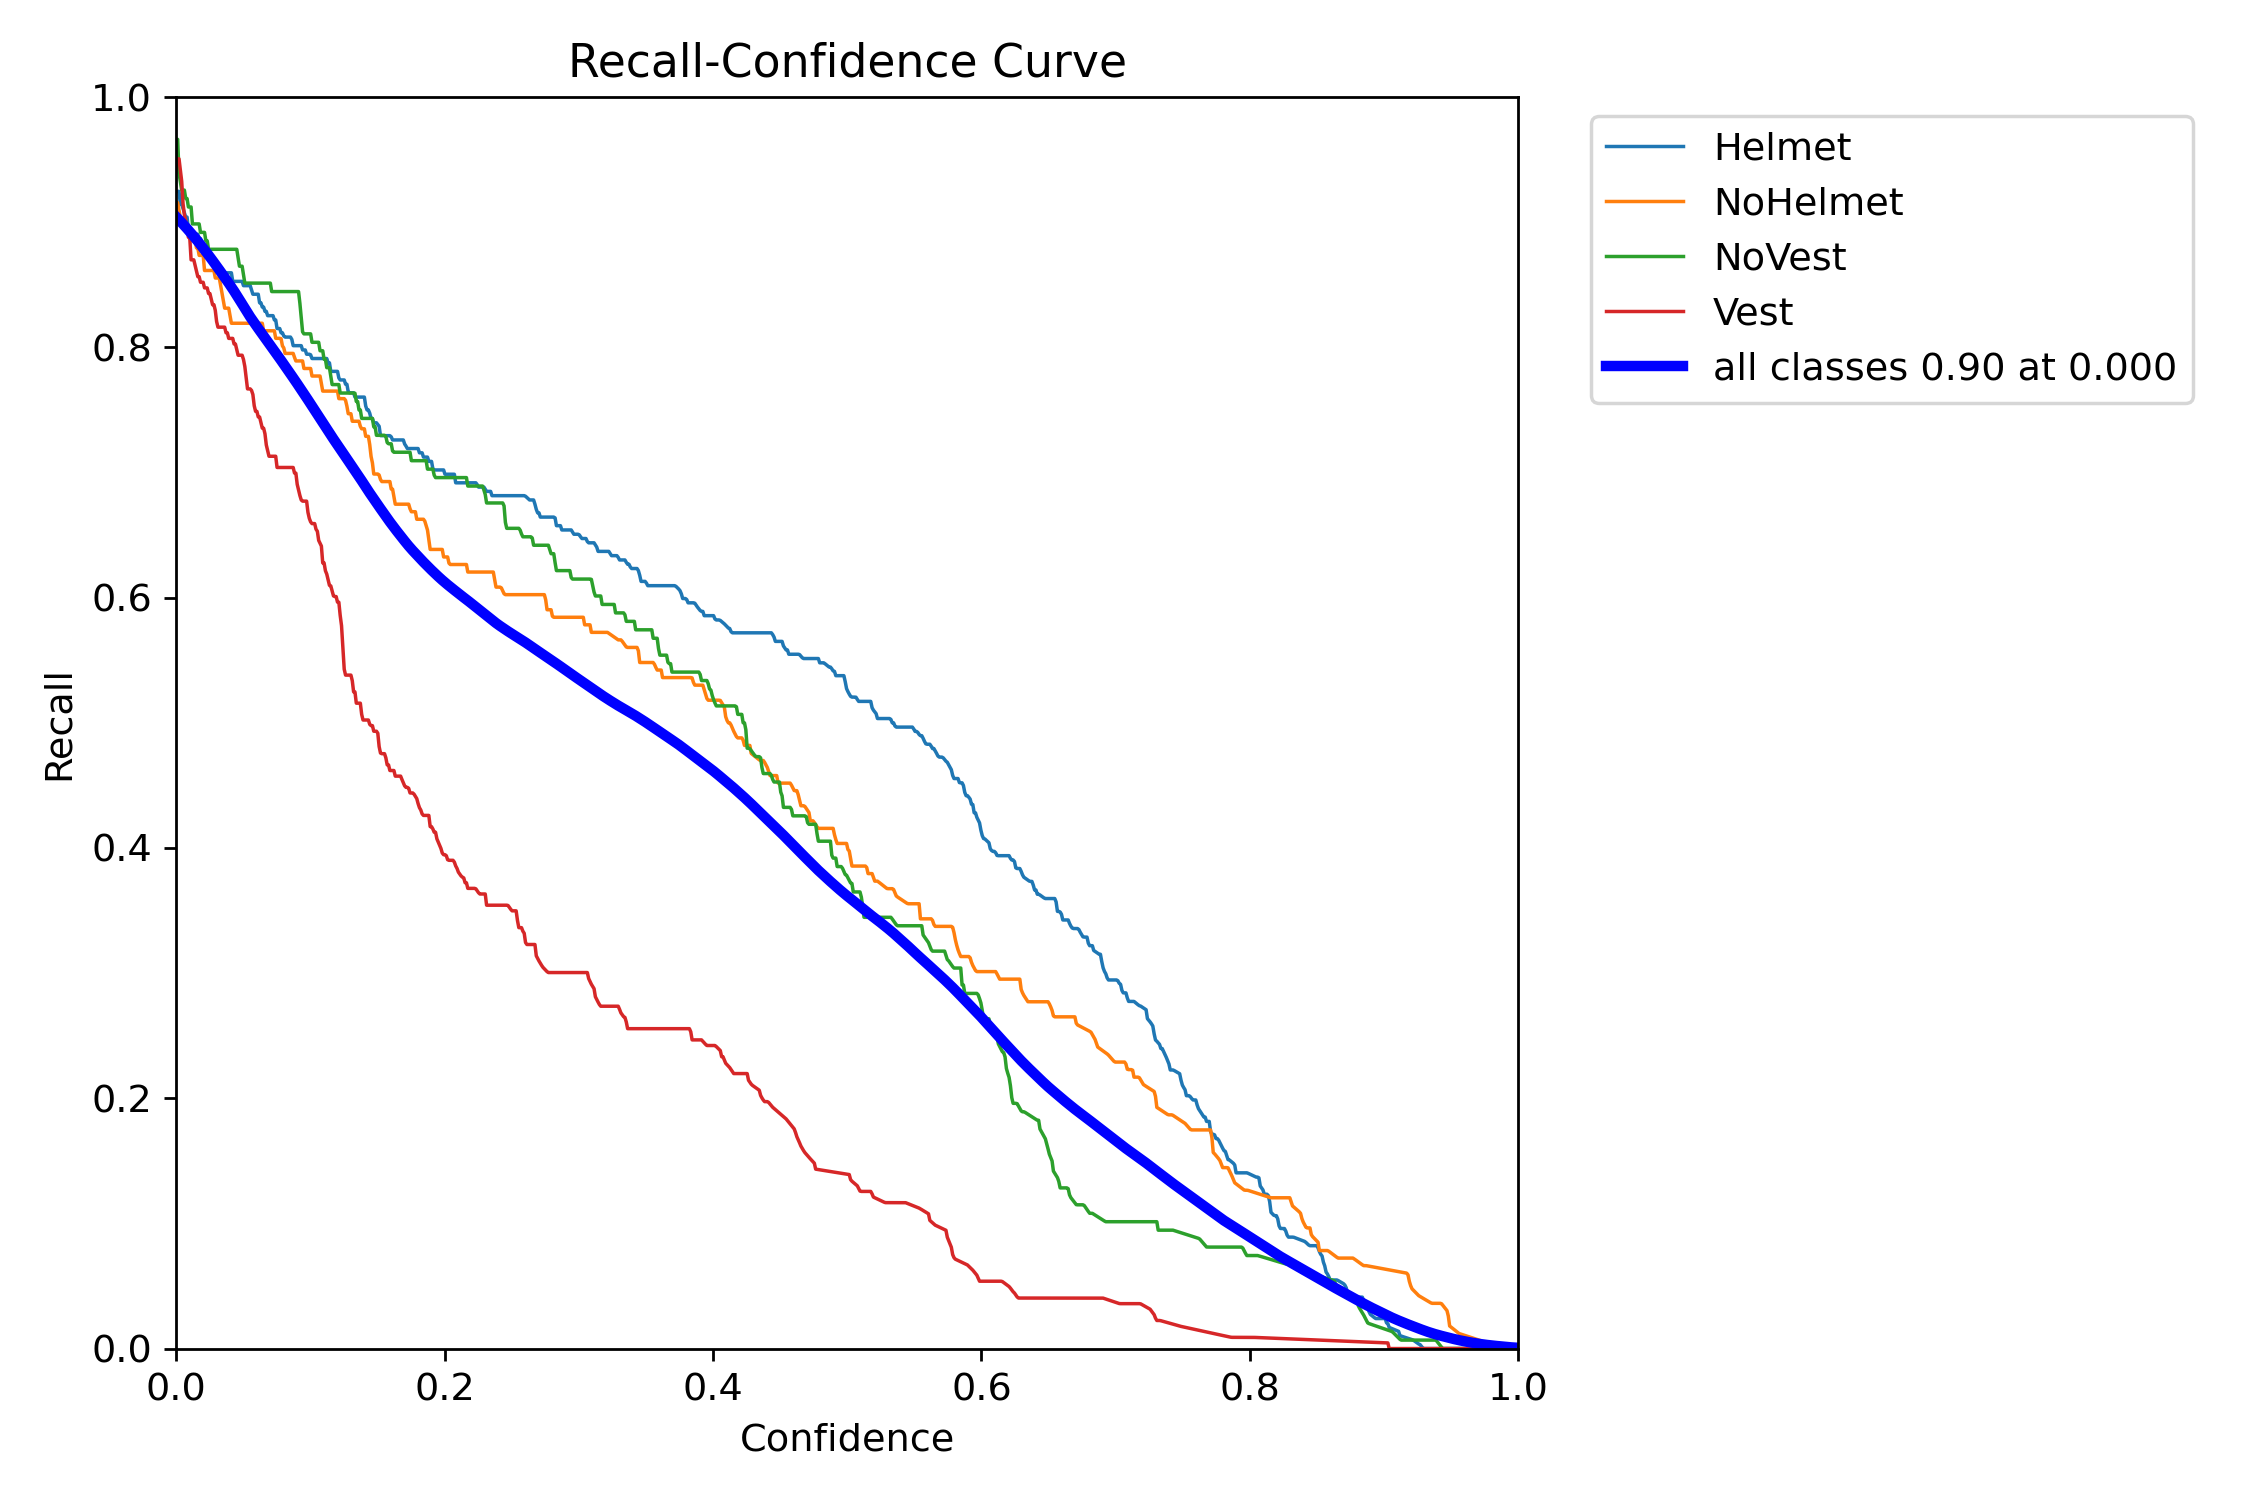 Recall-Confidence Curve
1.0
0.8
0.6
0.4
0.2
0.0
Recall
0.0 0.2 0.4 0.6 0.8 1.0
Confidence
Helmet
NoHelmet
NoVest
Vest
all classes 0.90 at 0.000